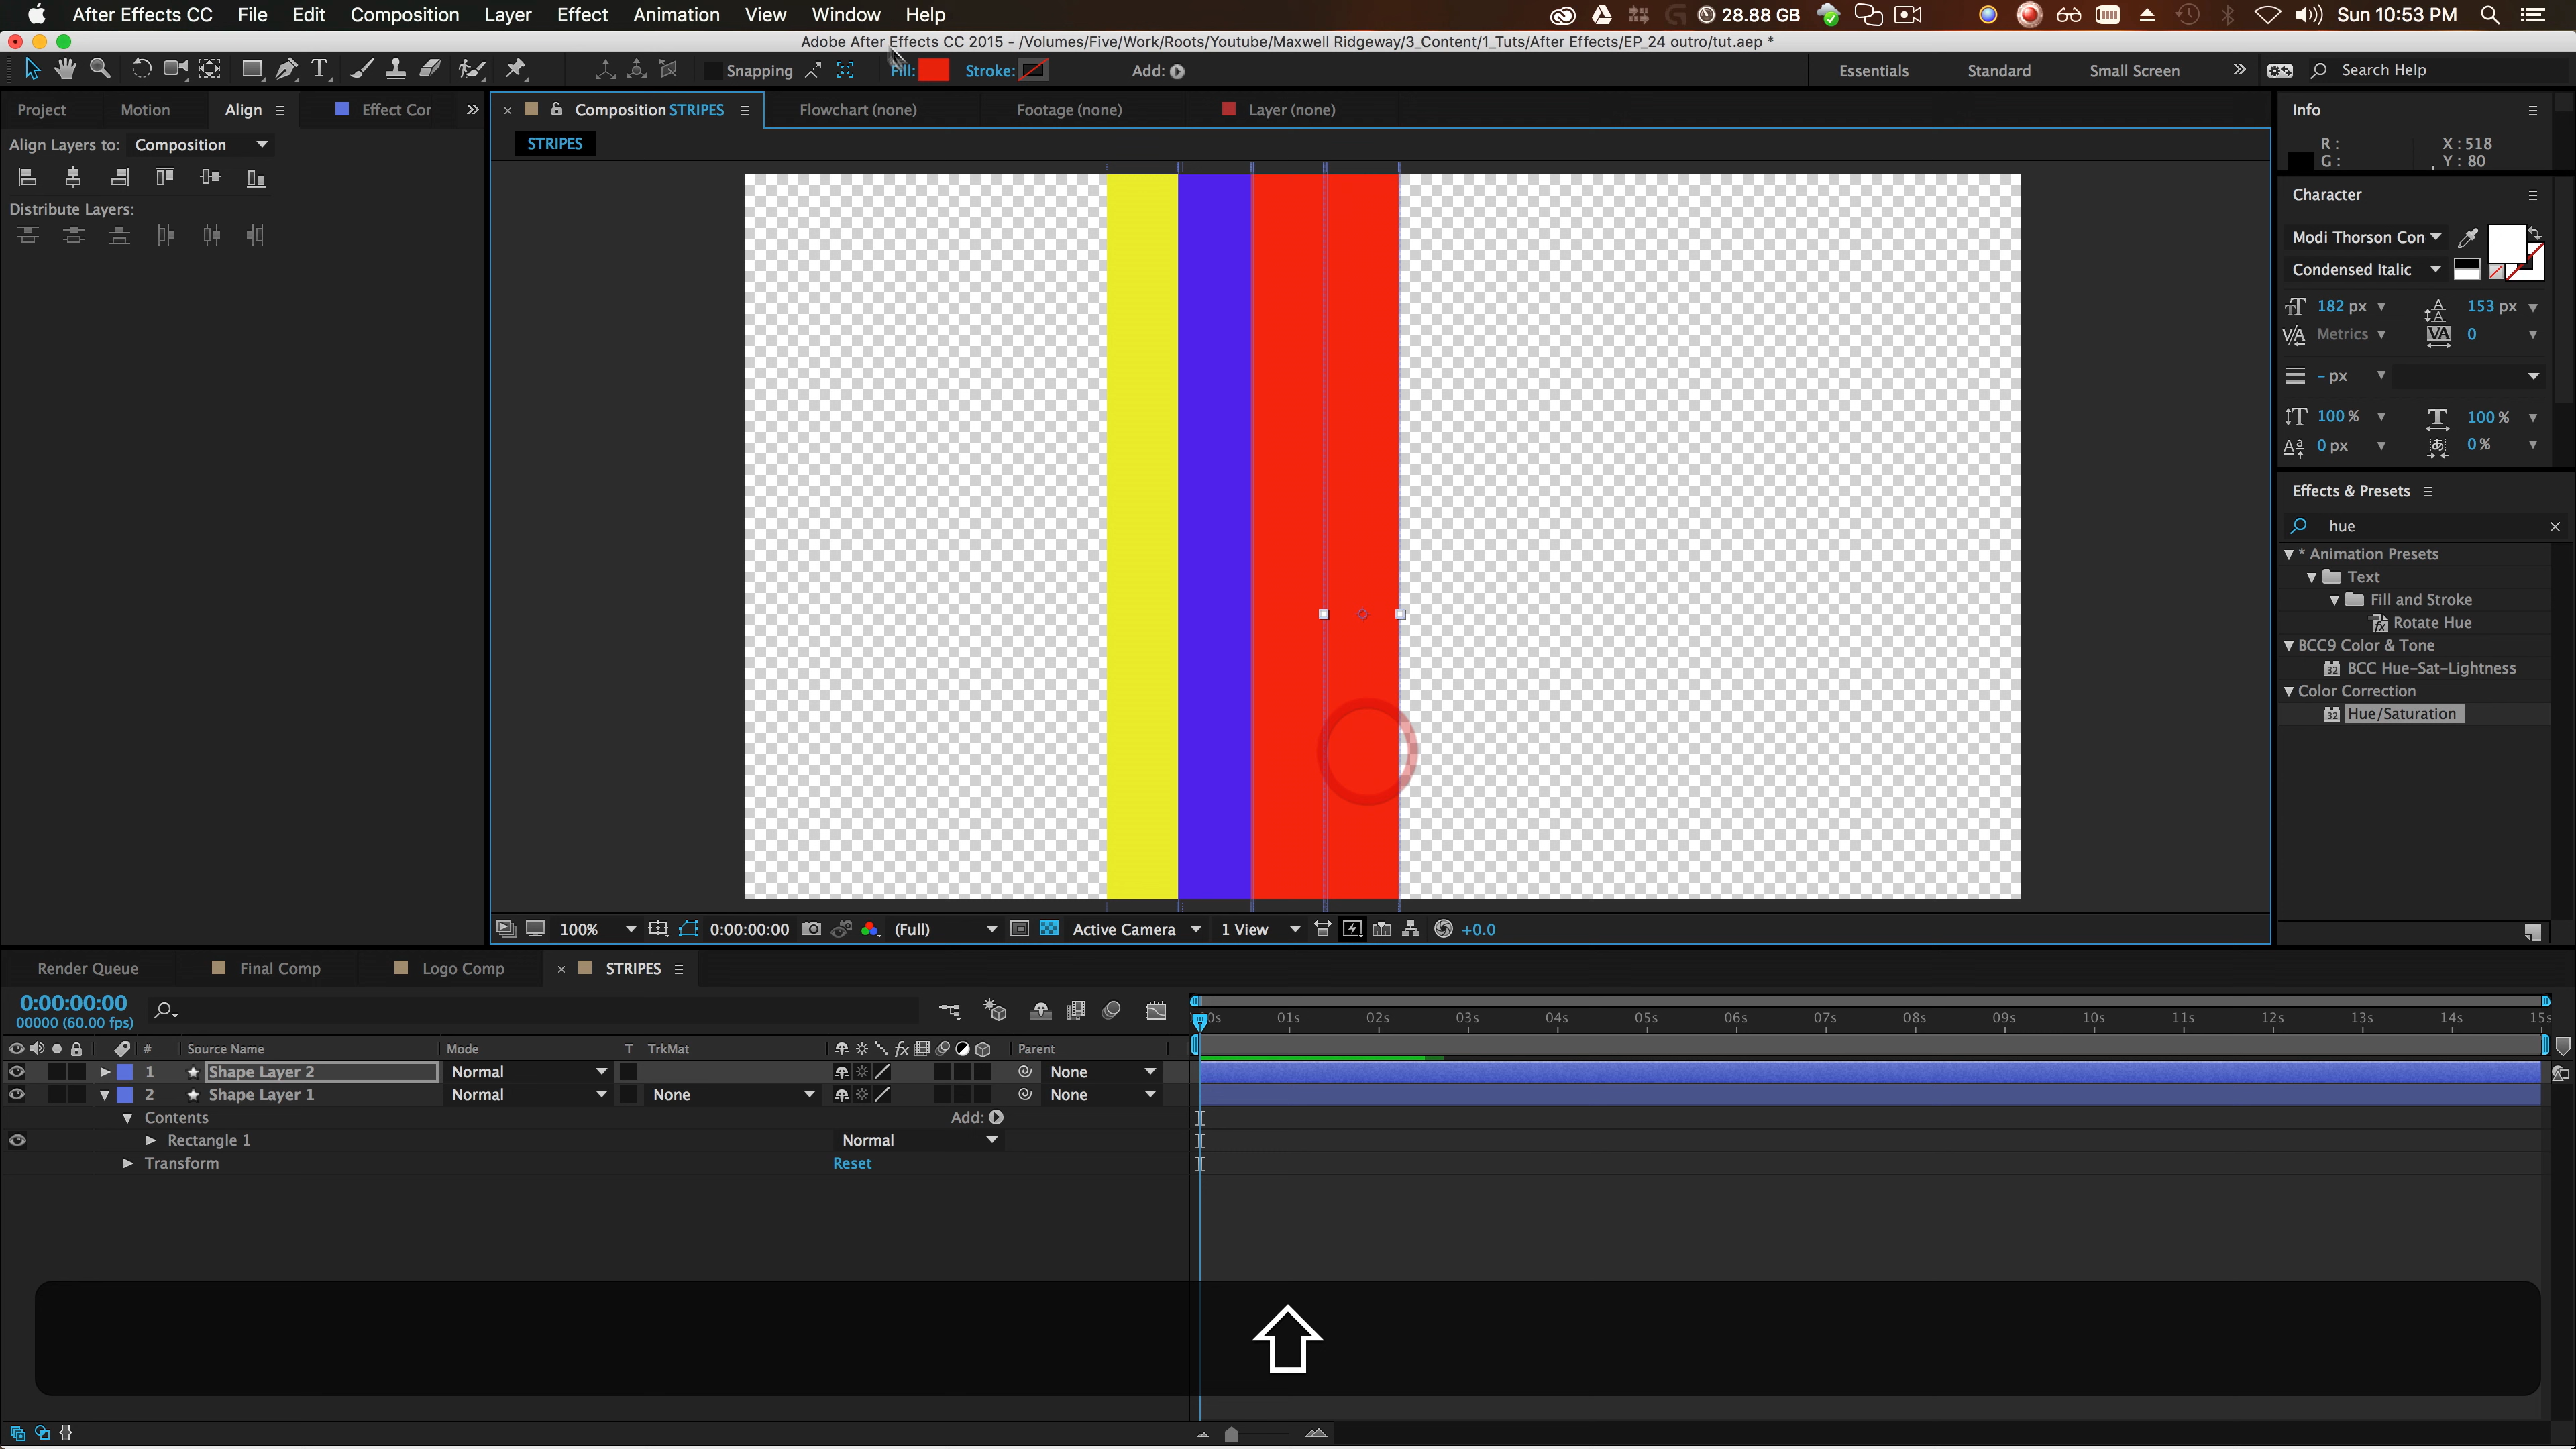 After Effects CC File Edit Composition Layer Effect Animation View Window Help 28.88 GB Sun 10:53 PM
Adobe After Effects CC 2015 - /Volumes/Five/Work/Roots/Youtube/Maxwell Ridgeway/3_Content/1_Tuts/After Effects/EP_24 outro/tut.aep *
Snapping Fill: Stroke: Add: Essentials Standard Small Screen Search Help
Project Motion Align Effect Cor Composition STRIPES Flowchart (none) Footage (none) Layer (none) Info
Align Layers to: Composition STRIPES
R: X : 518
G: Y : 80
Distribute Layers:
Character
Modi Thorson Con
Condensed Italic
182 px 153 px
Metrics 0
- px
100 % 100 %
0 px 0 %
Effects & Presets
hue
* Animation Presets
Text
Fill and Stroke
Rotate Hue
BCC9 Color & Tone
BCC Hue-Sat-Lightness
Color Correction
Hue/Saturation
100% 0:00:00:00 (Full) Active Camera 1 View +0.0
Render Queue Final Comp Logo Comp STRIPES
0:00:00:00
00000 (60.00 fps)
0s 01s 02s 03s 04s 05s 06s 07s 08s 09s 10s 11s 12s 13s 14s 15s
# Source Name Mode T TrkMat Parent
1 Shape Layer 2 Normal None
2 Shape Layer 1 Normal None None
Contents Add:
Rectangle 1 Normal
Transform Reset